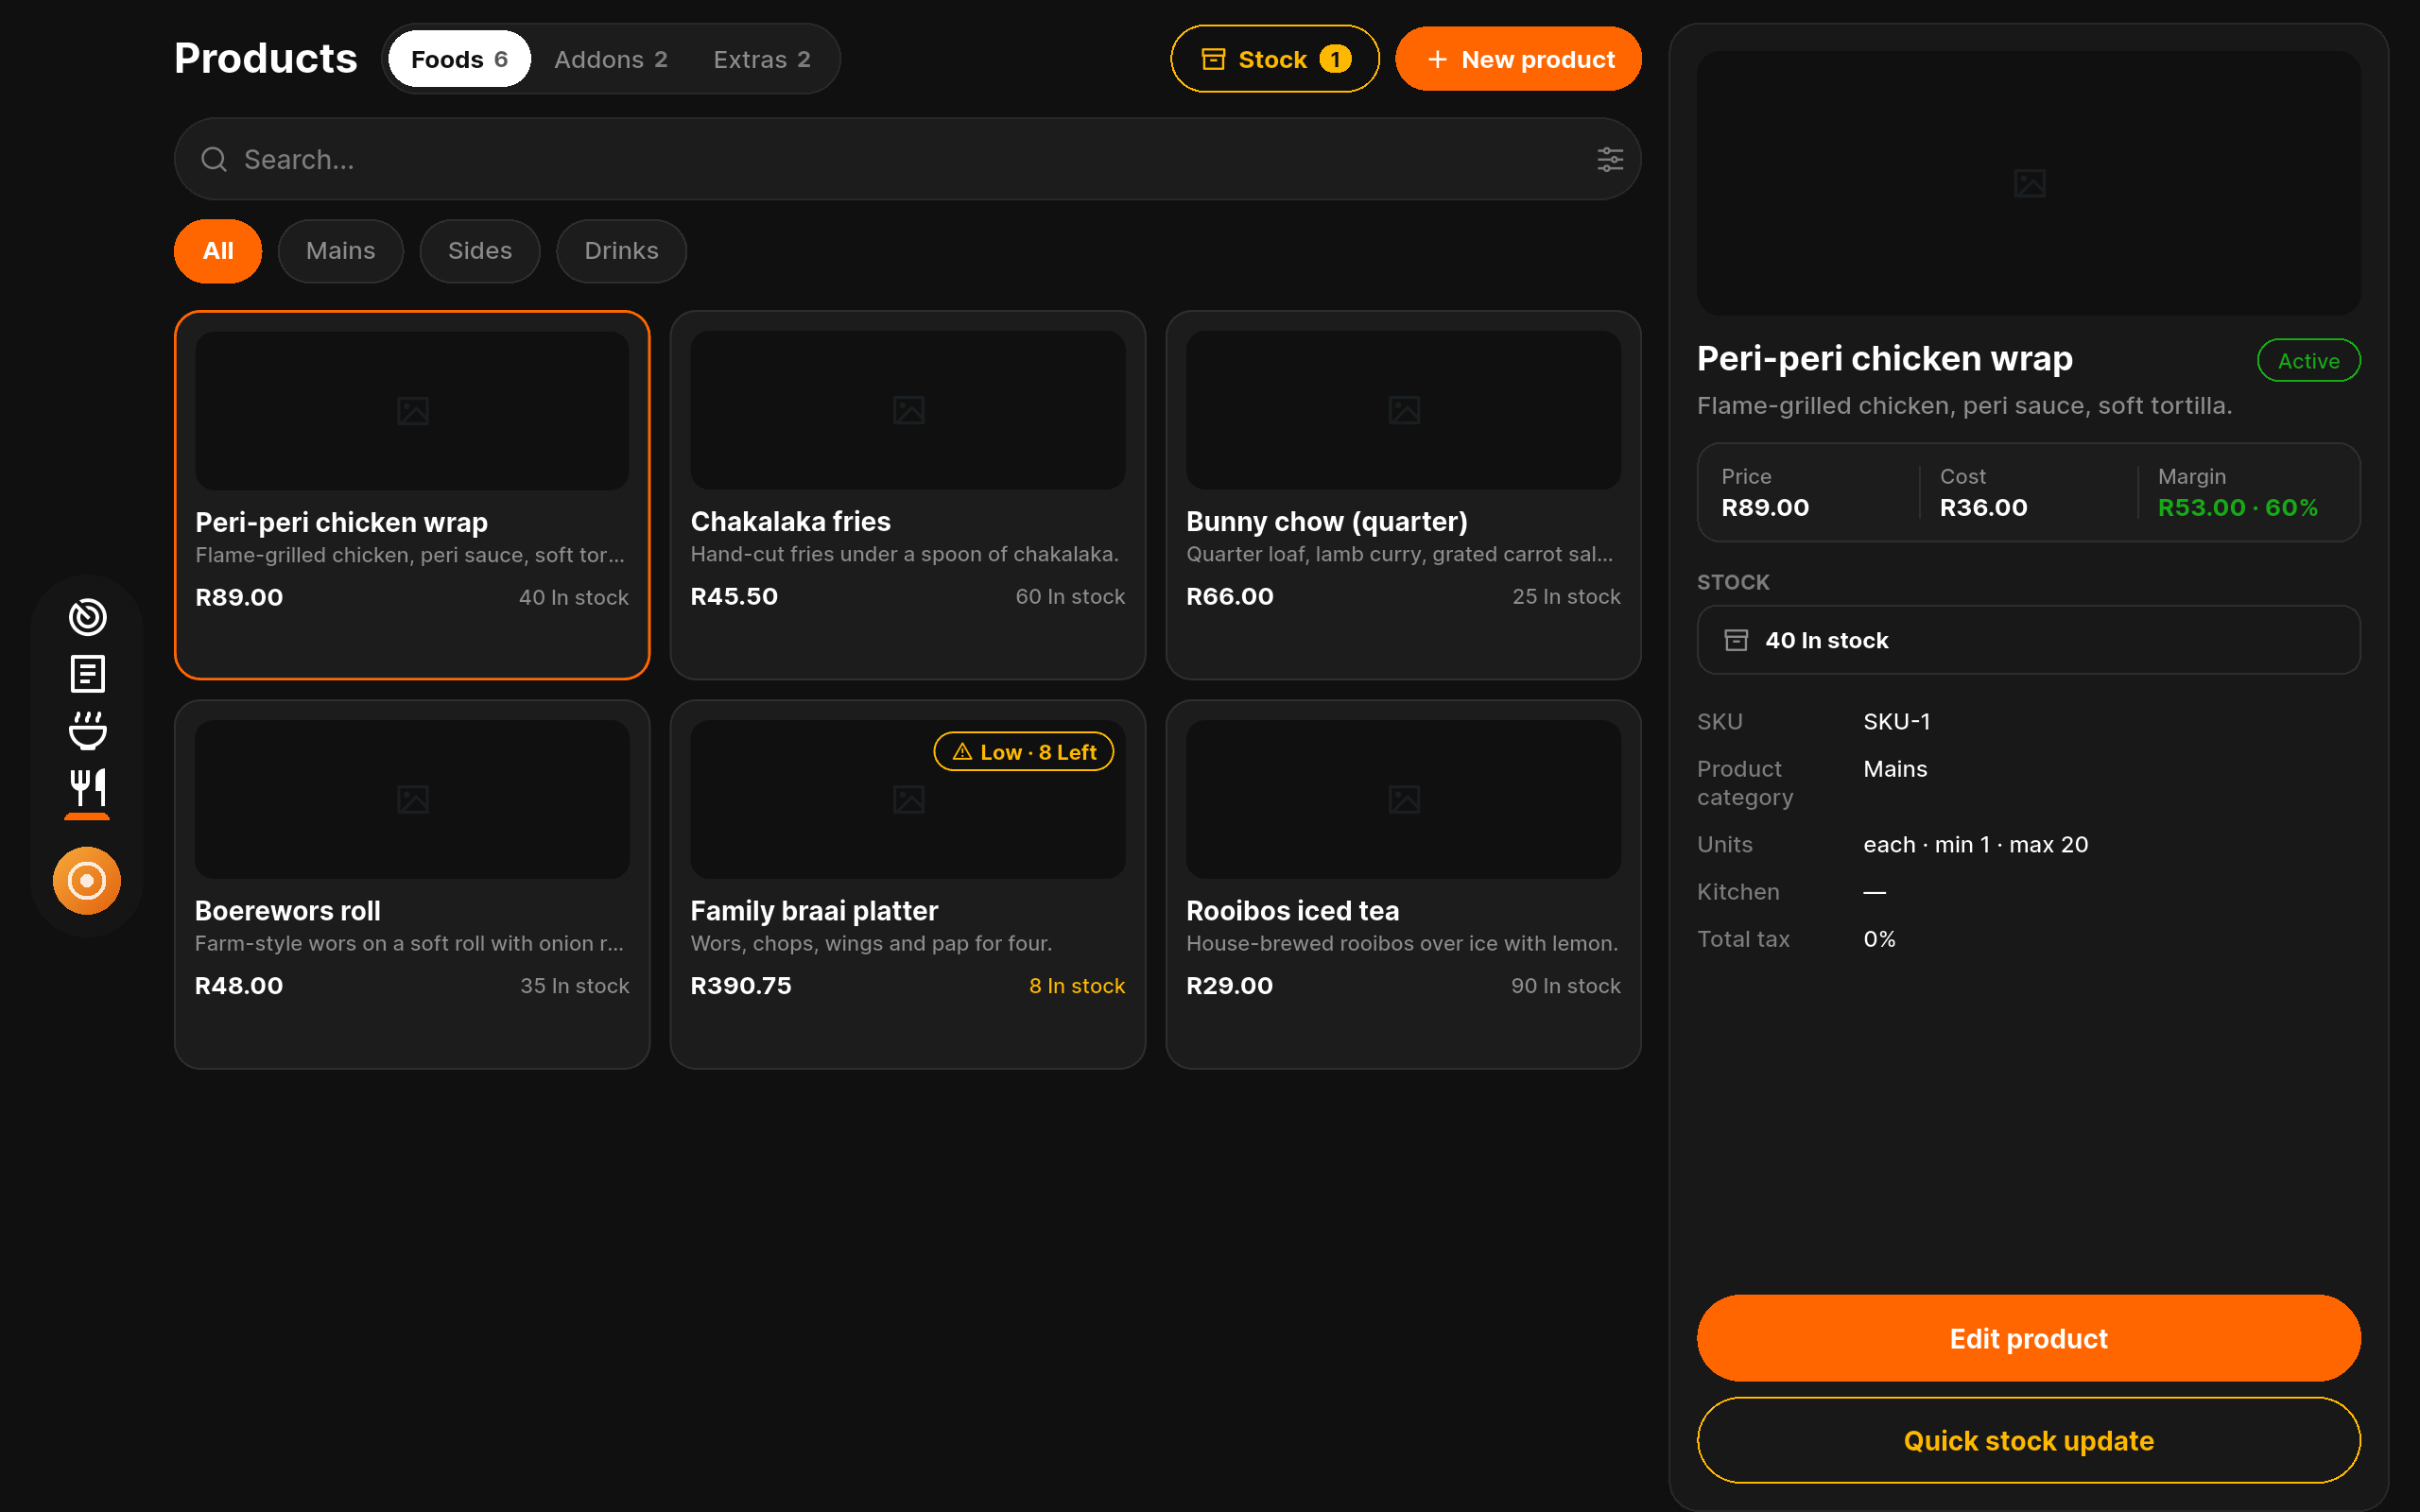 Products
Foods 6
Addons 2
Extras 2
Stock 1
New product
Search...
All
Mains
Sides
Drinks
Peri-peri chicken wrap
Flame-grilled chicken, peri sauce, soft tor...
R89.00
40 In stock
Chakalaka fries
Hand-cut fries under a spoon of chakalaka.
R45.50
60 In stock
Bunny chow (quarter)
Quarter loaf, lamb curry, grated carrot sal...
R66.00
25 In stock
Boerewors roll
Farm-style wors on a soft roll with onion r...
R48.00
35 In stock
Low · 8 Left
Family braai platter
Wors, chops, wings and pap for four.
R390.75
8 In stock
Rooibos iced tea
House-brewed rooibos over ice with lemon.
R29.00
90 In stock
Peri-peri chicken wrap
Active
Flame-grilled chicken, peri sauce, soft tortilla.
Price
R89.00
Cost
R36.00
Margin
R53.00 · 60%
STOCK
40 In stock
SKU
SKU-1
Product
category
Mains
Units
each · min 1 · max 20
Kitchen
—
Total tax
0%
Edit product
Quick stock update